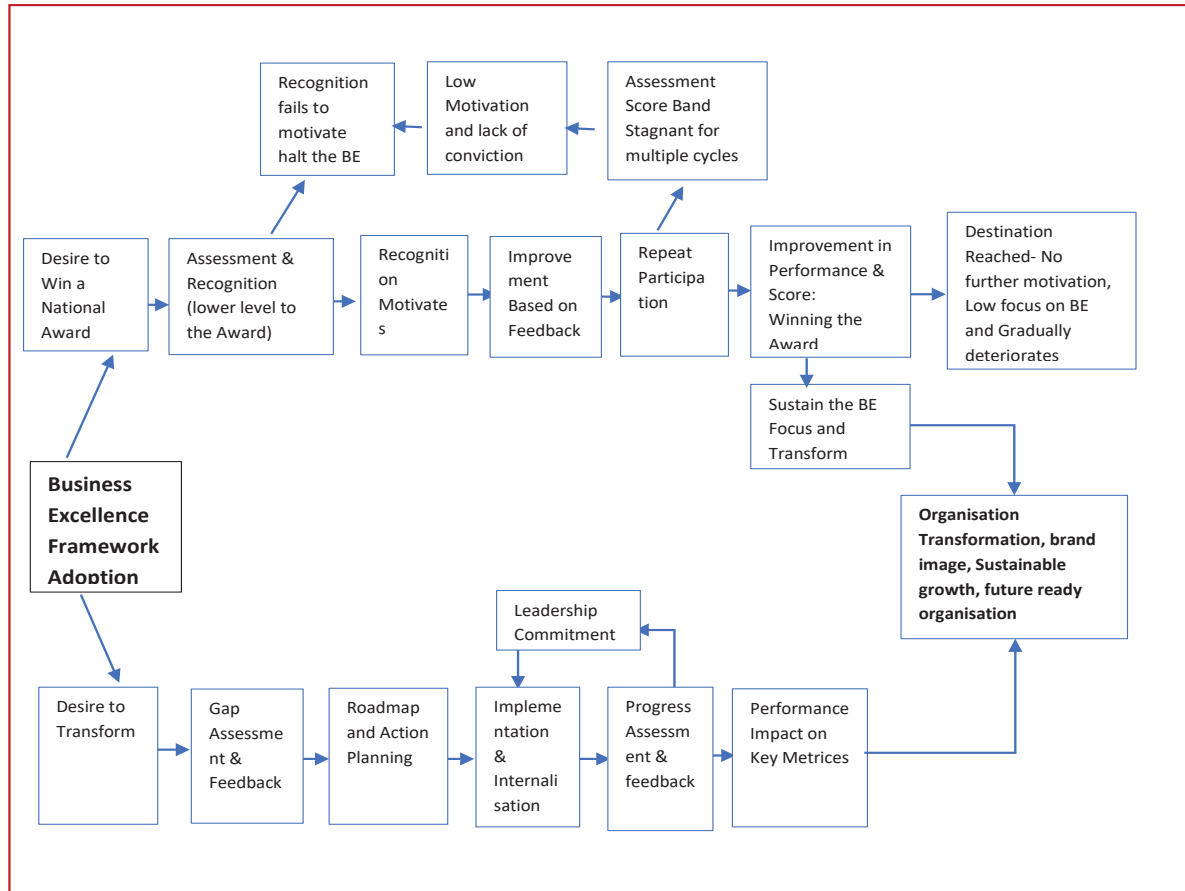 Recognition
fails to
motivate
halt the BE
Low
Motivation
and lack of
conviction
Assessment
Score Band
Stagnant for
multiple cycles
Desire to
Win a
National
Award
Assessment &
Recognition
(lower level to
the Award)
Recogniti
on
Motivate
s
Improve
ment
Based on
Feedback
Repeat
Participa
tion
Improvement in
Performance &
Score:
Winning the
Award
Destination
Reached- No
further motivation,
Low focus on BE
and Gradually
deteriorates
Sustain the BE
Focus and
Transform
Business
Excellence
Framework
Adoption
Organisation
Transformation, brand
image, Sustainable
growth, future ready
organisation
Leadership
Commitment
Desire to
Transform
Gap
Assessme
nt &
Feedback
Roadmap
and Action
Planning
Impleme
ntation
&
Internali
sation
Progress
Assessm
ent &
feedback
Performance
Impact on
Key Metrices